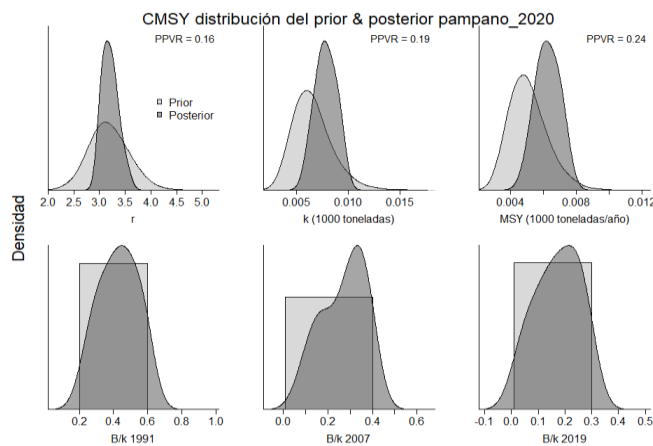 CMSY distribución del prior & posterior pampano_2020
PPVR = 0.16
PPVR = 0.19
PPVR = 0.24
Prior
Posterior
2.0 2.5 3.0 3.5 4.0 4.5 5.0
r
0.005 0.010 0.015
k (1000 toneladas)
0.004 0.006 0.008 0.012
MSY (1000 toneladas/año)
Densidad
0.0 0.2 0.4 0.6 0.8 1.0
B/k 1991
0.0 0.2 0.4 0.6
B/k 2007
-0.1 0.0 0.1 0.2 0.3 0.4 0.5
B/k 2019